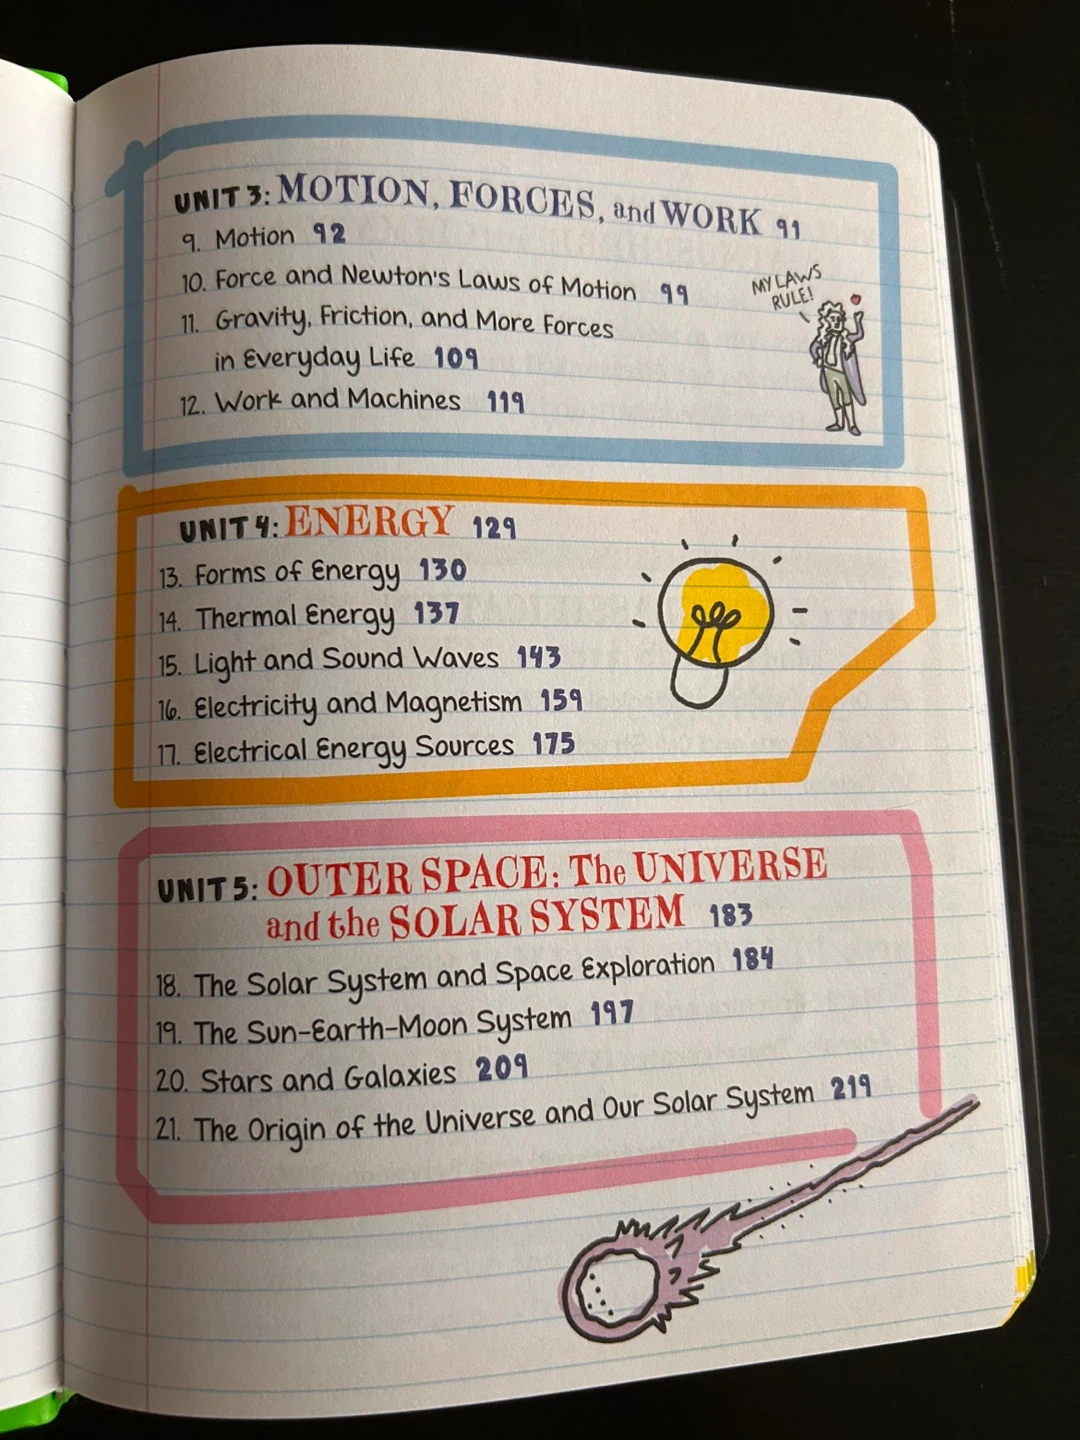 UNIT 3: MOTION, FORCES, and WORK 91
9. Motion 92
10. Force and Newton's Laws of Motion 99
11. Gravity, Friction, and More Forces
in Everyday Life 109
12. Work and Machines 119
MY LAWS
RULE!
UNIT 4: ENERGY 129
13. Forms of Energy 130
14. Thermal Energy 137
15. Light and Sound Waves 143
16. Electricity and Magnetism 159
17. Electrical Energy Sources 175
UNIT 5: OUTER SPACE: The UNIVERSE
and the SOLAR SYSTEM 183
18. The Solar System and Space Exploration 184
19. The Sun-Earth-Moon System 197
20. Stars and Galaxies 209
21. The Origin of the Universe and Our Solar System 219